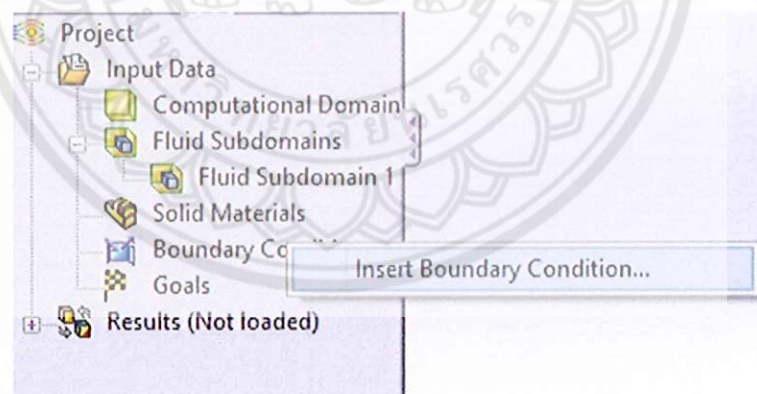 Project
Input Data
Computational Domain
Fluid Subdomains
Fluid Subdomain 1
Solid Materials
Boundary Co
Insert Boundary Condition...
Goals
Results (Not loaded)